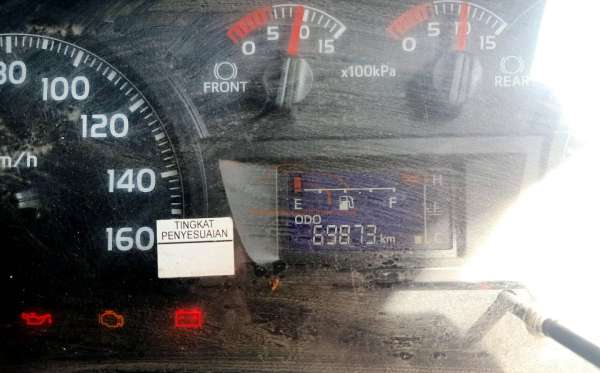 0 5 10 15
FRONT
x100kPa
0 5 10 15
REAR
80
100
120
140
160
m/h
TINGKAT
PENYESUAIAN
E F
H
C
ODO
69873 km